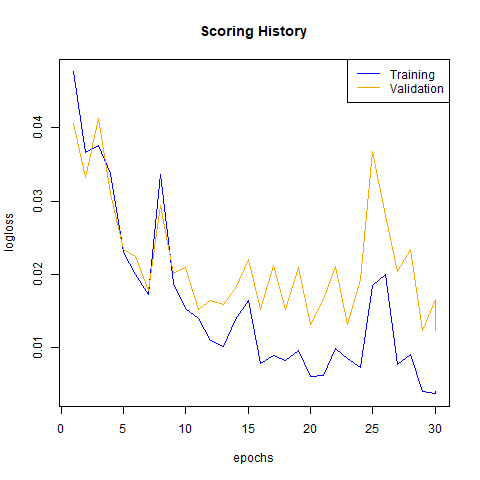 Scoring History
Training
Validation
logloss
0.04
0.03
0.02
0.01
0 5 10 15 20 25 30
epochs